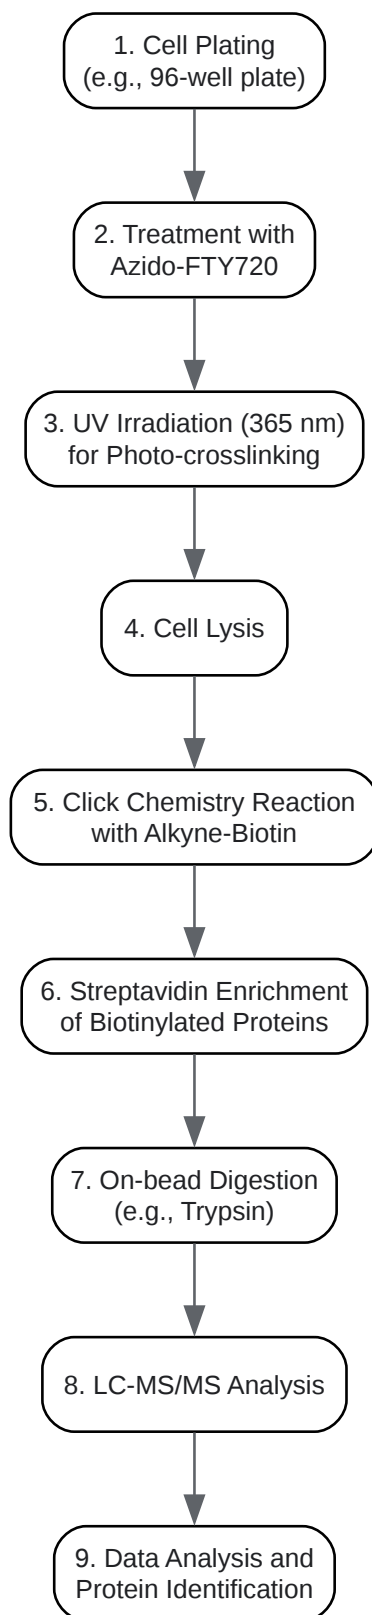 1. Cell Plating
(e.g., 96-well plate)
2. Treatment with
Azido-FTY720
3. UV Irradiation (365 nm)
for Photo-crosslinking
4. Cell Lysis
5. Click Chemistry Reaction
with Alkyne-Biotin
6. Streptavidin Enrichment
of Biotinylated Proteins
7. On-bead Digestion
(e.g., Trypsin)
8. LC-MS/MS Analysis
9. Data Analysis and
Protein Identification